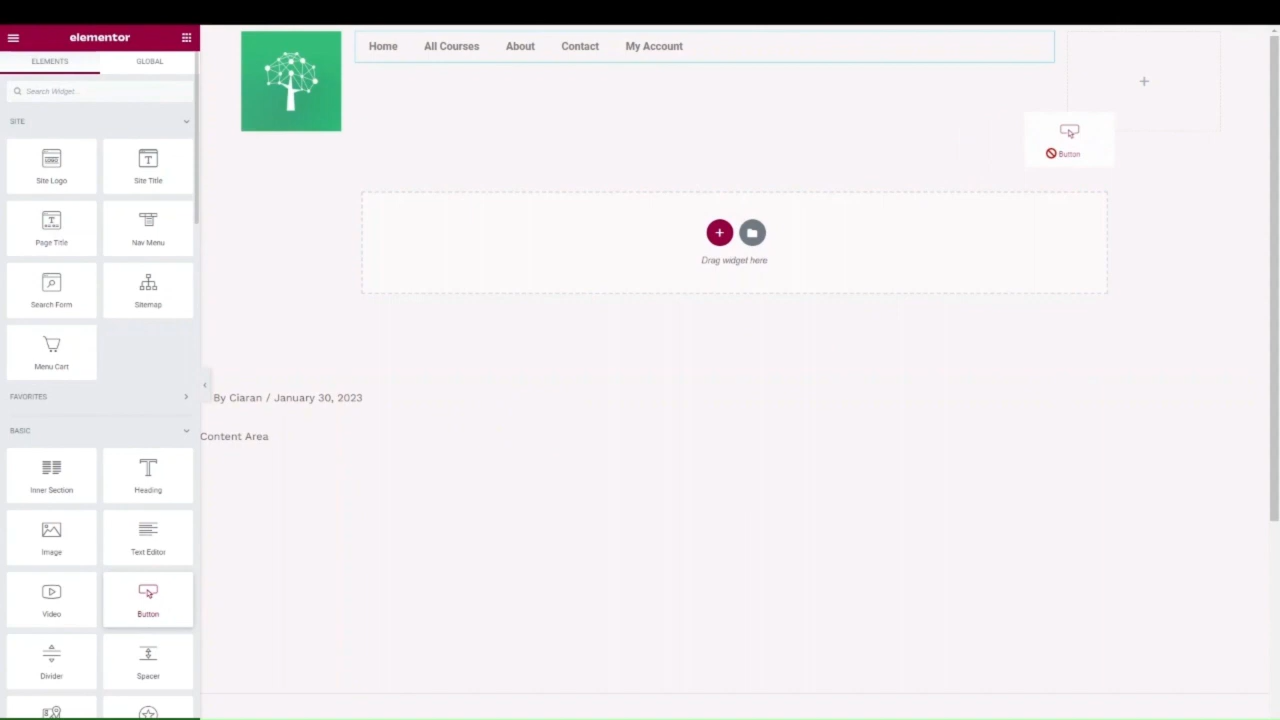 elementor
ELEMENTS
GLOBAL
Search Widget...
SITE
Site Logo
Site Title
Page Title
Nav Menu
Search Form
Sitemap
Menu Cart
FAVORITES
BASIC
Inner Section
Heading
Image
Text Editor
Video
Button
Divider
Spacer
Home
All Courses
About
Contact
My Account
Button
Drag widget here
By Ciaran / January 30, 2023
Content Area